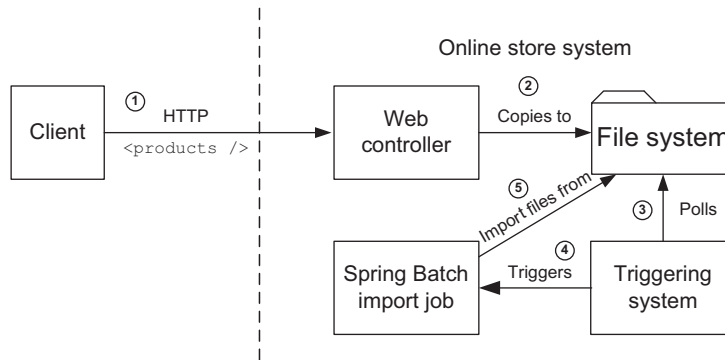 Online store system
1
2
Client
HTTP
<products />
Web
controller
Copies to
File system
5
Import files from
3
Polls
4
Triggers
Spring Batch
import job
Triggering
system